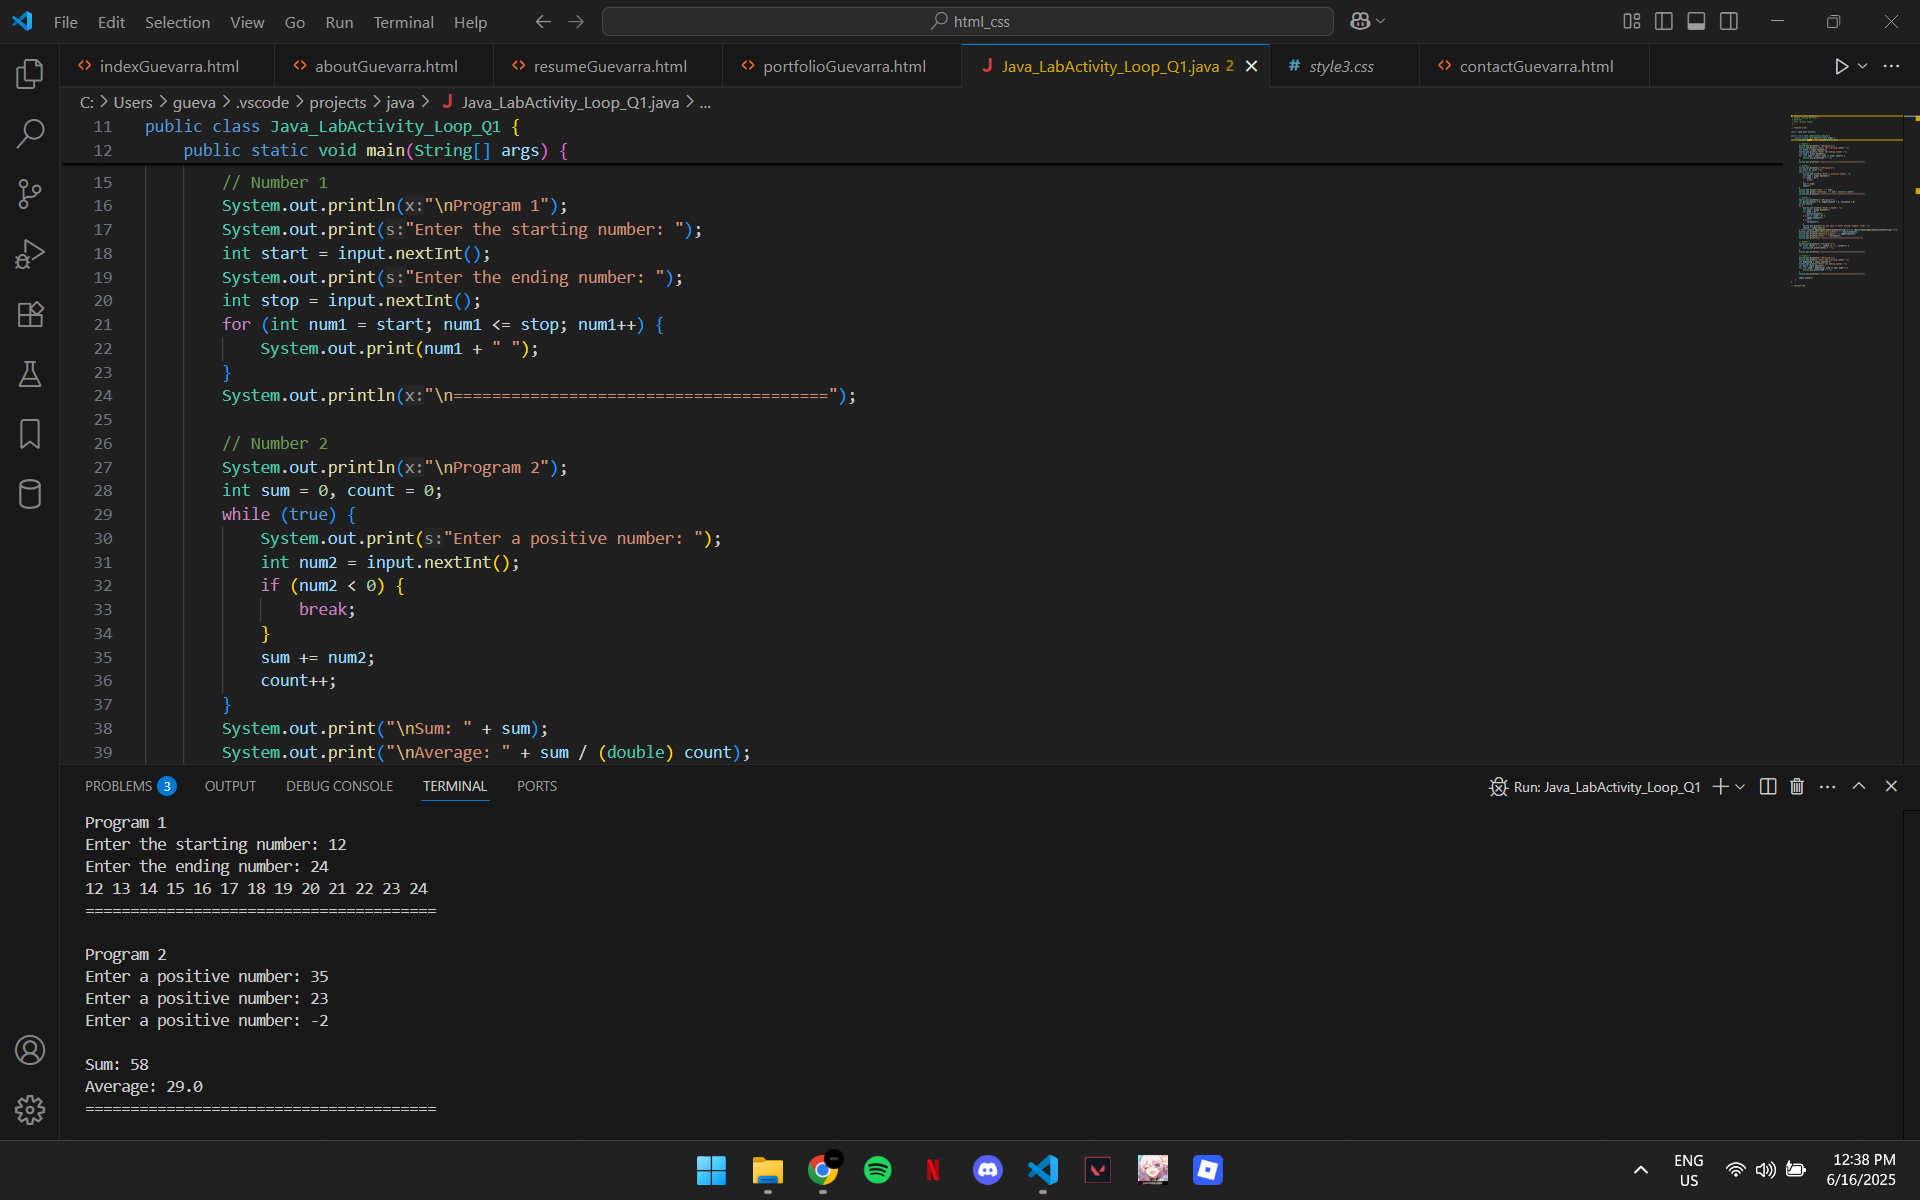 File Edit Selection View Go Run Terminal Help
html_css
indexGuevarra.html aboutGuevarra.html resumeGuevarra.html portfolioGuevarra.html Java_LabActivity_Loop_Q1.java 2 style3.css contactGuevarra.html
C: > Users > gueva > .vscode > projects > java > Java_LabActivity_Loop_Q1.java > ...
11 public class Java_LabActivity_Loop_Q1 {
12 public static void main(String[] args) {
15 // Number 1
16 System.out.println(x:"\nProgram 1");
17 System.out.print(s:"Enter the starting number: ");
18 int start = input.nextInt();
19 System.out.print(s:"Enter the ending number: ");
20 int stop = input.nextInt();
21 for (int num1 = start; num1 <= stop; num1++) {
22 System.out.print(num1 + " ");
23 }
24 System.out.println(x:"\n=======================================");
25
26 // Number 2
27 System.out.println(x:"\nProgram 2");
28 int sum = 0, count = 0;
29 while (true) {
30 System.out.print(s:"Enter a positive number: ");
31 int num2 = input.nextInt();
32 if (num2 < 0) {
33 break;
34 }
35 sum += num2;
36 count++;
37 }
38 System.out.print("\nSum: " + sum);
39 System.out.print("\nAverage: " + sum / (double) count);
PROBLEMS 3 OUTPUT DEBUG CONSOLE TERMINAL PORTS
Run: Java_LabActivity_Loop_Q1
Program 1
Enter the starting number: 12
Enter the ending number: 24
12 13 14 15 16 17 18 19 20 21 22 23 24
=======================================
Program 2
Enter a positive number: 35
Enter a positive number: 23
Enter a positive number: -2
Sum: 58
Average: 29.0
=======================================
ENG
US
12:38 PM
6/16/2025